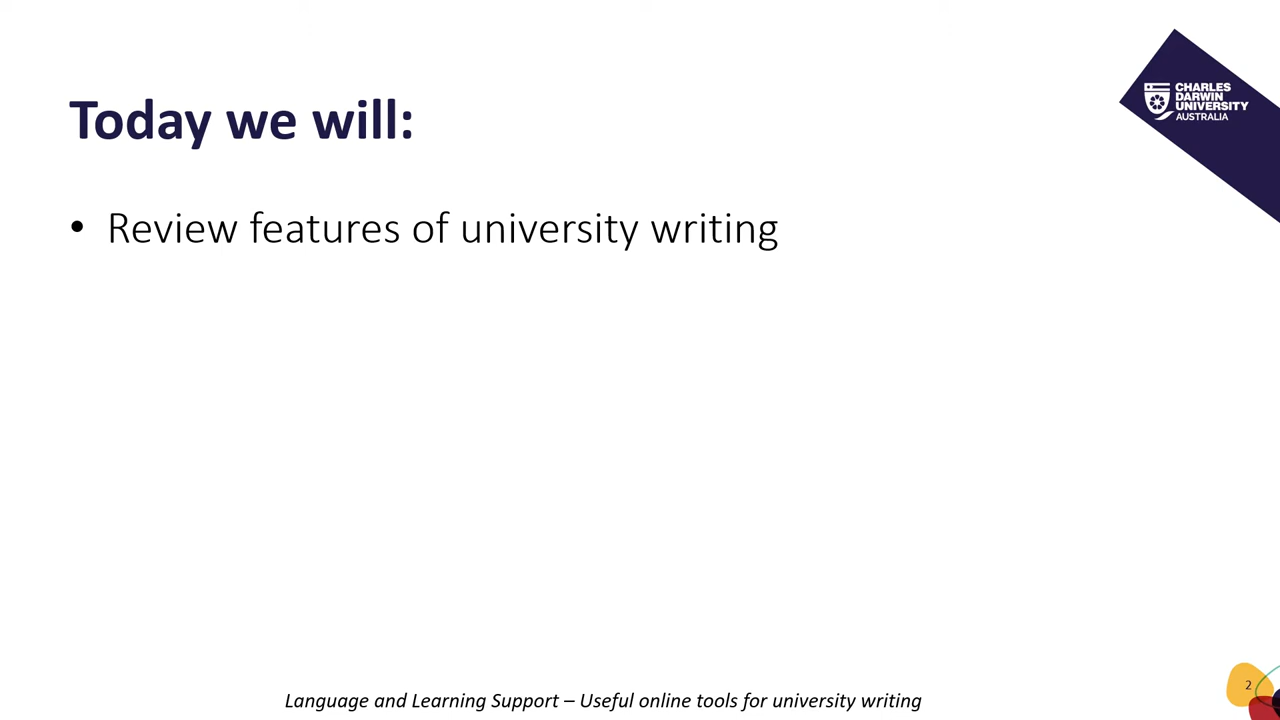 CHARLES
DARWIN
UNIVERSITY
AUSTRALIA
Today we will:
• Review features of university writing
Language and Learning Support – Useful online tools for university writing
2